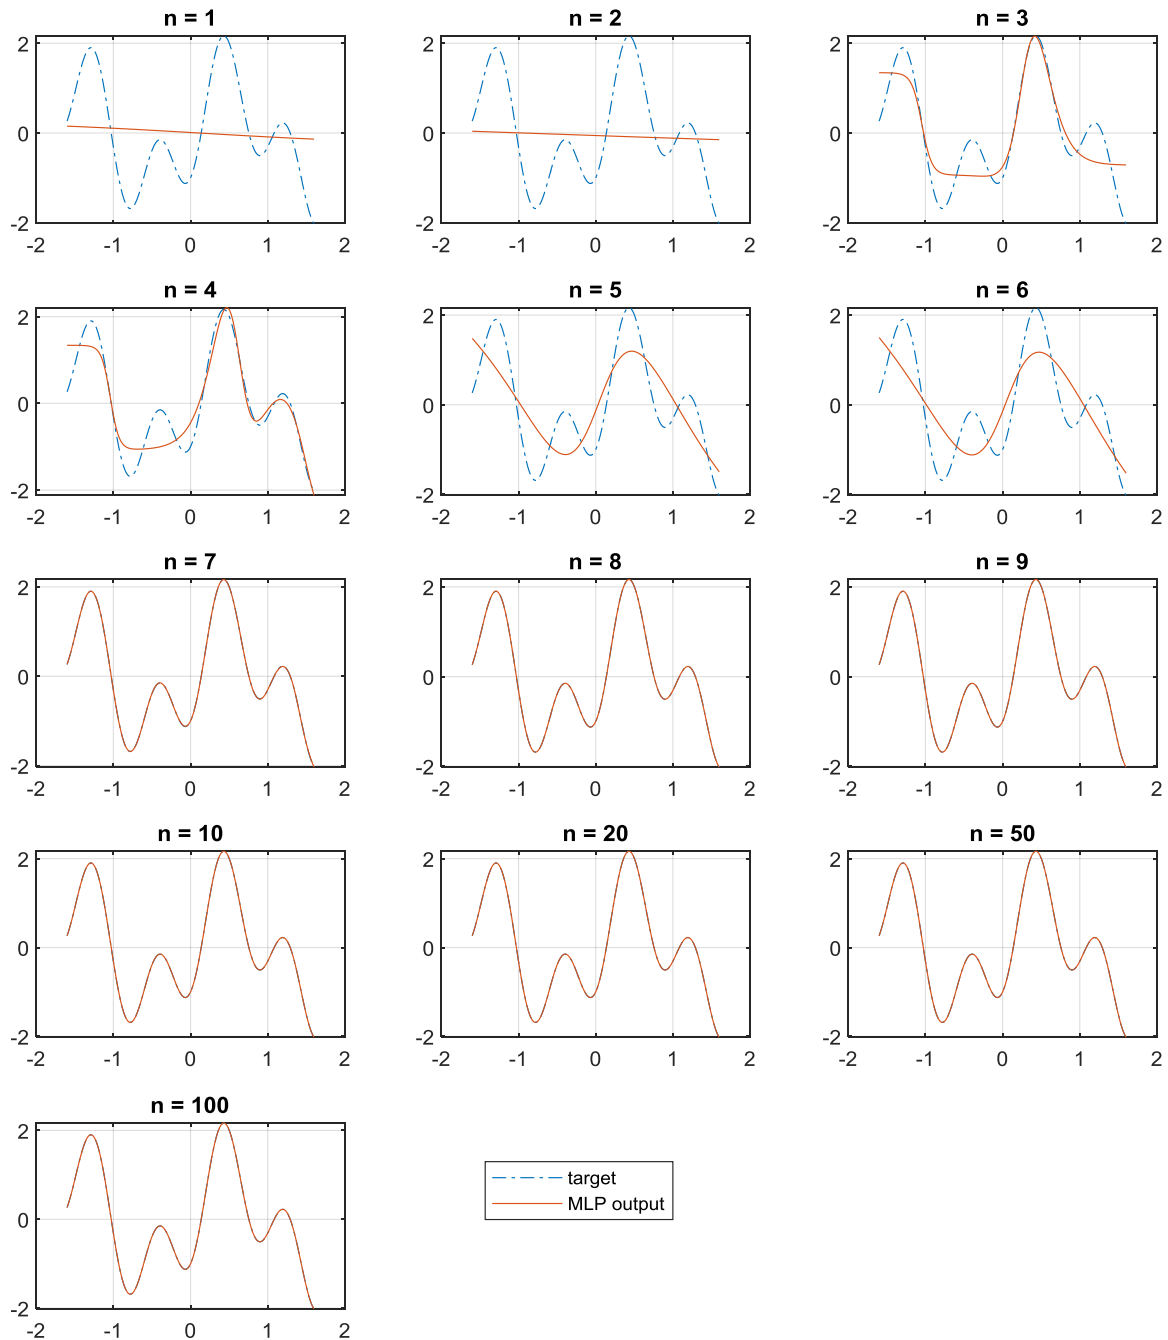 n = 1 n = 2 n = 3
2 2 2
0 0 0
-2 -2 -2
-2 -1 0 1 2 -2 -1 0 1 2 -2 -1 0 1 2
n = 4 n = 5 n = 6
2 2 2
0 0 0
-2 -2 -2
-2 -1 0 1 2 -2 -1 0 1 2 -2 -1 0 1 2
n = 7 n = 8 n = 9
2 2 2
0 0 0
-2 -2 -2
-2 -1 0 1 2 -2 -1 0 1 2 -2 -1 0 1 2
n = 10 n = 20 n = 50
2 2 2
0 0 0
-2 -2 -2
-2 -1 0 1 2 -2 -1 0 1 2 -2 -1 0 1 2
n = 100
2
0
-2
-2 -1 0 1 2
target
MLP output